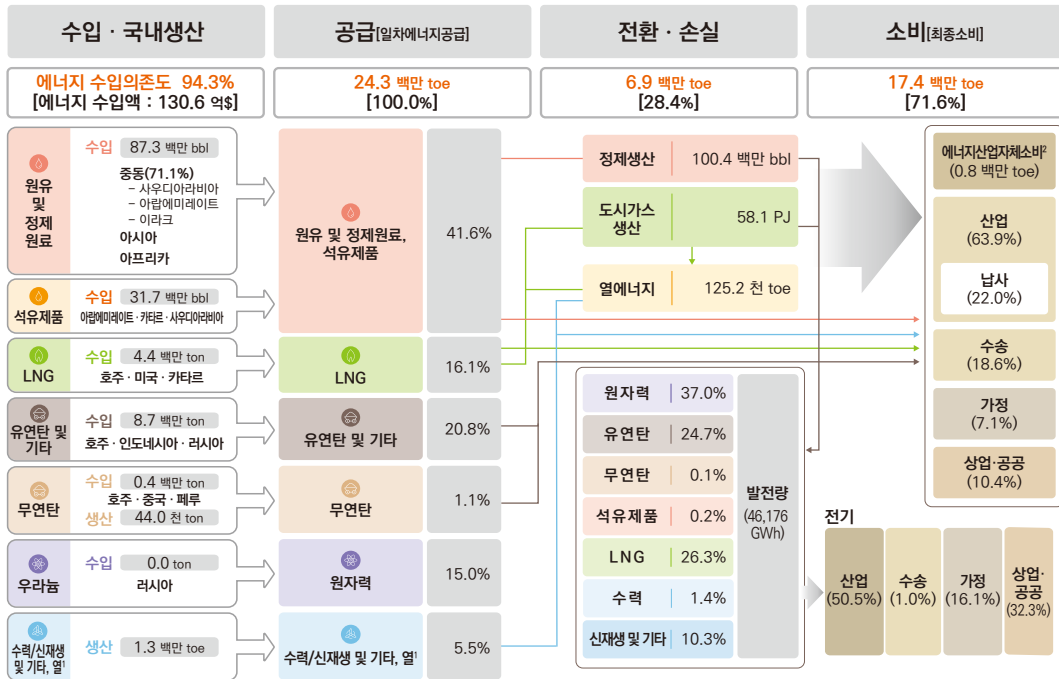 수입 · 국내생산
공급[일차에너지공급]
전환 · 손실
소비[최종소비]
에너지 수입의존도 94.3%
[에너지 수입액 : 130.6 억$]
24.3 백만 toe
[100.0%]
6.9 백만 toe
[28.4%]
17.4 백만 toe
[71.6%]
원유
및
정제
원료
수입 87.3 백만 bbl
중동(71.1%)
– 사우디아라비아
– 아랍에미레이트
– 이라크
아시아
아프리카
석유제품
수입 31.7 백만 bbl
아랍에미레이트 · 카타르 · 사우디아라비아
LNG
수입 4.4 백만 ton
호주 · 미국 · 카타르
유연탄 및
기타
수입 8.7 백만 ton
호주 · 인도네시아 · 러시아
무연탄
수입 0.4 백만 ton
호주 · 중국 · 페루
생산 44.0 천 ton
우라늄
수입 0.0 ton
러시아
수력/신재생
및 기타, 열¹
생산 1.3 백만 toe
원유 및 정제원료,
석유제품
41.6%
LNG
16.1%
유연탄 및 기타
20.8%
무연탄
1.1%
원자력
15.0%
수력/신재생 및 기타, 열¹
5.5%
정제생산 100.4 백만 bbl
도시가스
생산
58.1 PJ
열에너지 125.2 천 toe
원자력 37.0%
유연탄 24.7%
무연탄 0.1%
석유제품 0.2%
LNG 26.3%
수력 1.4%
신재생 및 기타 10.3%
발전량
(46,176
GWh)
에너지산업자체소비²
(0.8 백만 toe)
산업
(63.9%)
납사
(22.0%)
수송
(18.6%)
가정
(7.1%)
상업·공공
(10.4%)
전기
산업
(50.5%)
수송
(1.0%)
가정
(16.1%)
상업·
공공
(32.3%)